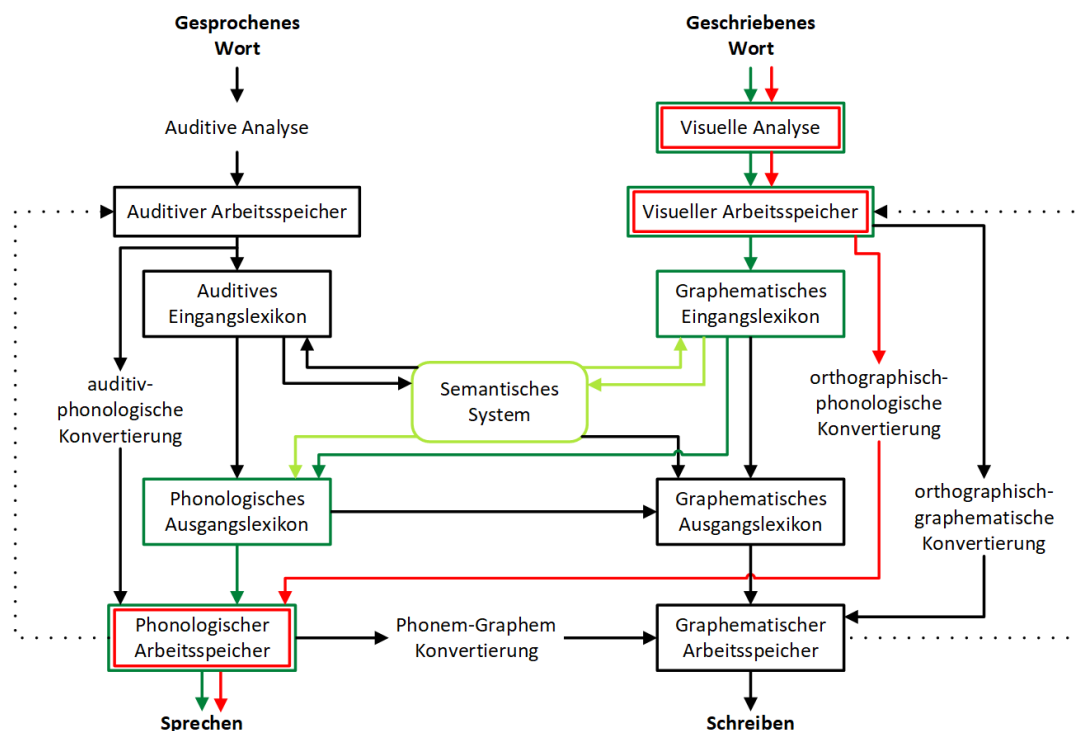 Gesprochenes
Wort
Geschriebenes
Wort
Auditive Analyse
Visuelle Analyse
Auditiver Arbeitsspeicher
Visueller Arbeitsspeicher
Auditives
Eingangslexikon
Graphematisches
Eingangslexikon
auditiv-
phonologische
Konvertierung
Semantisches
System
orthographisch-
phonologische
Konvertierung
Phonologisches
Ausgangslexikon
Graphematisches
Ausgangslexikon
orthographisch-
graphematische
Konvertierung
Phonologischer
Arbeitsspeicher
Phonem-Graphem
Konvertierung
Graphematischer
Arbeitsspeicher
Sprechen
Schreiben